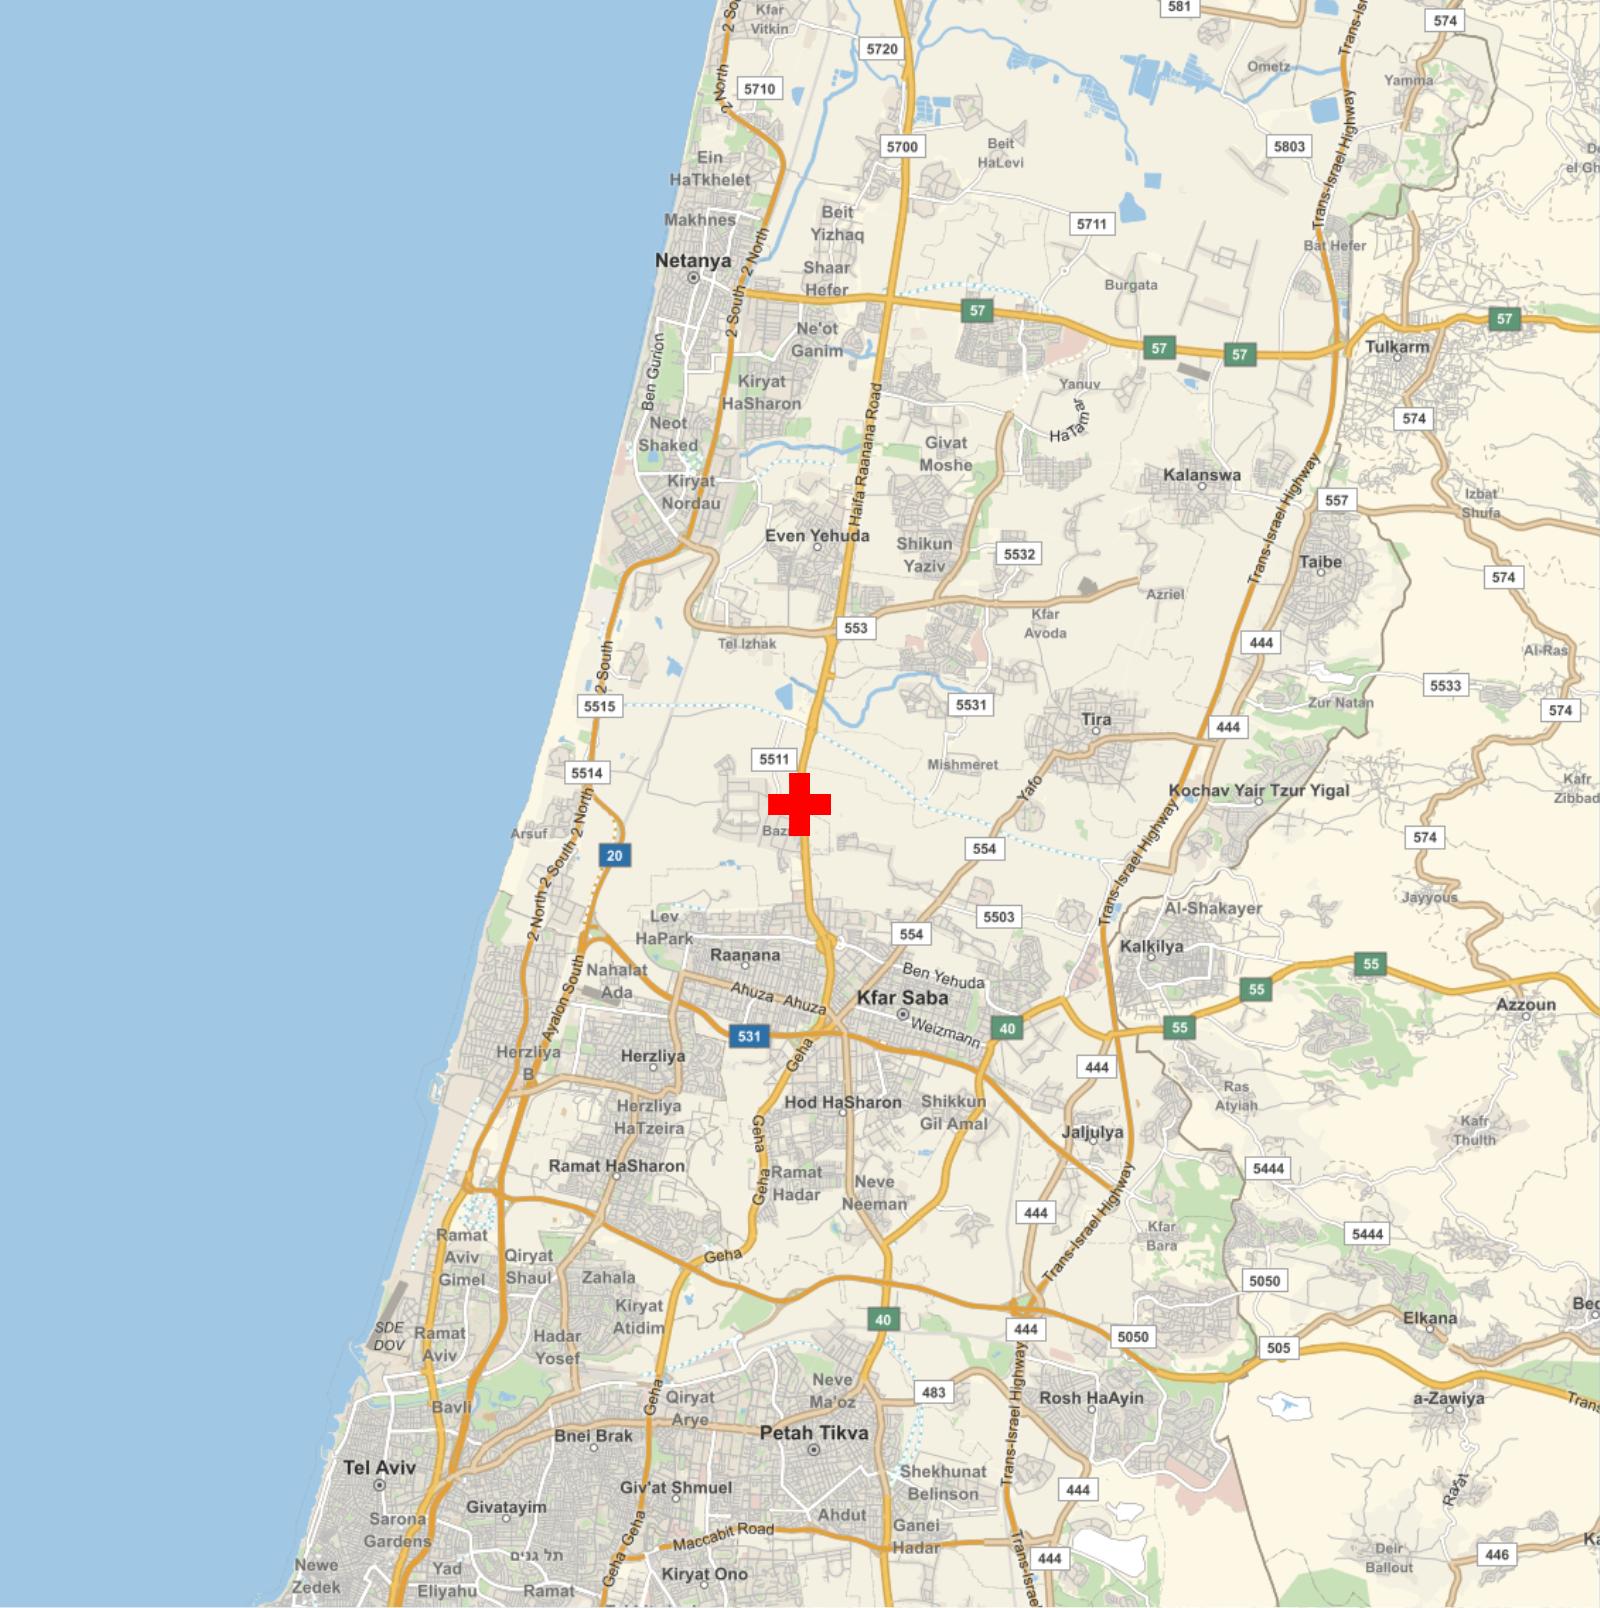 2 South
Kfar
Vitkin
581
574
Trans-Israel Highway
5720
2 North
5710
Ometz
Yamma
5700
Beit
HaLevi
5803
Ein
HaTkhelet
Trans-Israel Highway
Makhnes
Beit
Yizhaq
5711
Bat Hefer
Netanya
2 North
Shaar
Hefer
Burgata
2 South
57
57
57
57
Tulkarm
Ne'ot
Ganim
Ben Gurion
Kiryat
HaSharon
Yanuv
HaTamar
574
Neot
Shaked
Haifa Raanana Road
Givat
Moshe
Kalanswa
Kiryat
Nordau
557
Izbat
Shufa
Even Yehuda
Shikun
Yaziv
5532
Trans-Israel Highway
Taibe
574
Azriel
Kfar
Avoda
553
Tel Izhak
444
Al-Ras
2 South
5515
5531
5533
Zur Natan
574
Tira
444
5511
Mishmeret
5514
Yafo
Kochav Yair Tzur Yigal
Kafr
2 North
Arsuf
2 South
574
20
554
Trans-Israel Highway
Jayyous
2 North
Lev
HaPark
5503
Al-Shakayer
554
Kalkilya
Raanana
Nahalat
Ada
Ben Yehuda
55
55
Ahuza
Ahuza
Kfar Saba
Azzoun
Ayalon South
531
Weizmann
40
55
Herzliya
B
Herzliya
Geha
444
Hod HaSharon
Shikkun
Gil Amal
Ras
Atyiah
Herzliya
HaTzeira
Geha
Jaljulya
Kafr
Thulth
Ramat HaSharon
Geha
Ramat
Hadar
Neve
Neeman
5444
444
Trans-Israel Highway
Kfar
Bara
5444
Ramat
Aviv
Gimel
Qiryat
Shaul
Geha
Zahala
5050
Kiryat
Atidim
40
Elkana
SDE
DOV
Ramat
Aviv
Hadar
Yosef
444
5050
505
Geha
Qiryat
Arye
Neve
Ma'oz
483
Trans-Israel Highway
Rosh HaAyin
a-Zawiya
Bavli
Bnei Brak
Petah Tikva
Tel Aviv
Giv'at Shmuel
Shekhunat
Belinson
444
Rafat
Givatayim
Sarona
Gardens
Geha
Maccabit Road
Ahdut
Ganei
Hadar
444
446
Deir
Ballout
Newe
Zedek
Yad
Eliyahu
תל גנים
Ramat
Geha
Kiryat Ono